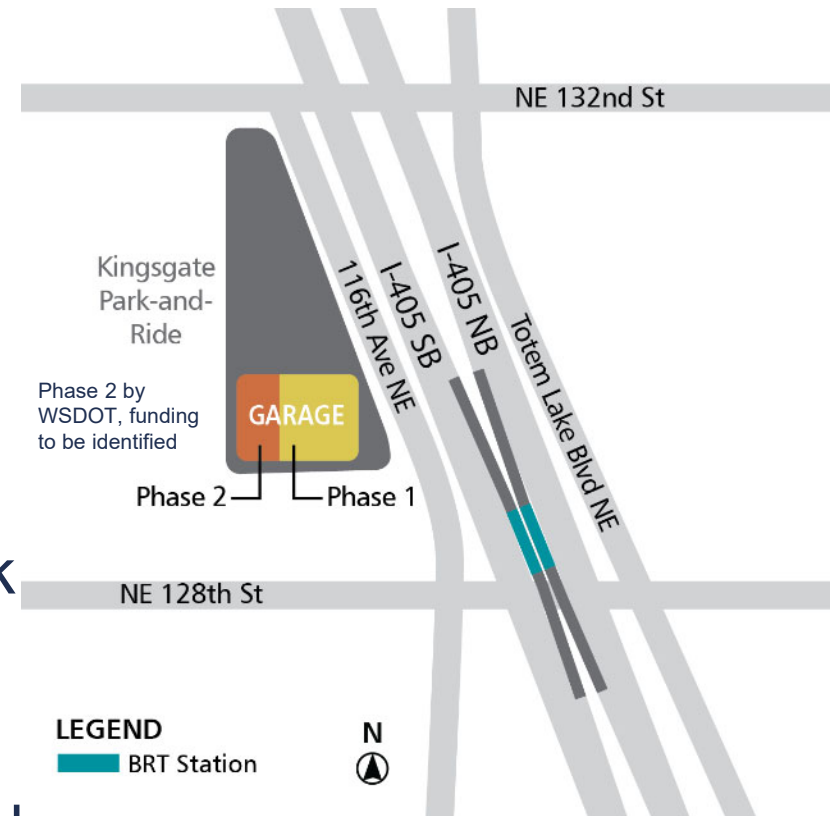 NE 132nd St
Kingsgate
Park-and-
Ride
116th Ave NE
I-405 SB
I-405 NB
Totem Lake Blvd NE
Phase 2 by
WSDOT, funding
to be identified
GARAGE
Phase 2
Phase 1
k
NE 128th St
LEGEND
BRT Station
N